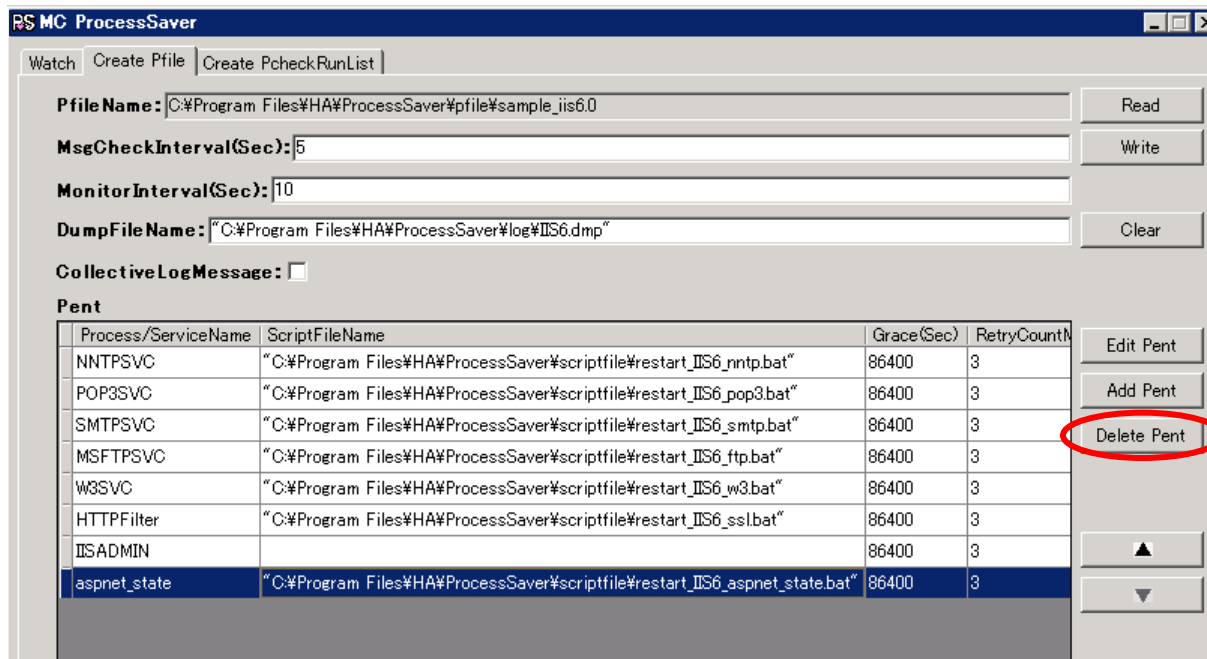 MC ProcessSaver
Watch Create Pfile Create PcheckRunList
PfileName: C:¥Program Files¥HA¥ProcessSaver¥pfile¥sample_iis6.0 Read
MsgCheckInterval(Sec): 5 Write
MonitorInterval(Sec): 10
DumpFileName: "C:¥Program Files¥HA¥ProcessSaver¥log¥IIS6.dmp" Clear
CollectiveLogMessage:
Pent
Process/ServiceName ScriptFileName Grace(Sec) RetryCountM
Edit Pent
NNTPSVC "C:¥Program Files¥HA¥ProcessSaver¥scriptfile¥restart_IIS6_nntp.bat" 86400 3
POP3SVC "C:¥Program Files¥HA¥ProcessSaver¥scriptfile¥restart_IIS6_pop3.bat" 86400 3 Add Pent
SMTPSVC "C:¥Program Files¥HA¥ProcessSaver¥scriptfile¥restart_IIS6_smtp.bat" 86400 3 Delete Pent
MSFTPSVC "C:¥Program Files¥HA¥ProcessSaver¥scriptfile¥restart_IIS6_ftp.bat" 86400 3
W3SVC "C:¥Program Files¥HA¥ProcessSaver¥scriptfile¥restart_IIS6_w3.bat" 86400 3
HTTPFilter "C:¥Program Files¥HA¥ProcessSaver¥scriptfile¥restart_IIS6_ssl.bat" 86400 3
IISADMIN 86400 3
aspnet_state "C:¥Program Files¥HA¥ProcessSaver¥scriptfile¥restart_IIS6_aspnet_state.bat" 86400 3